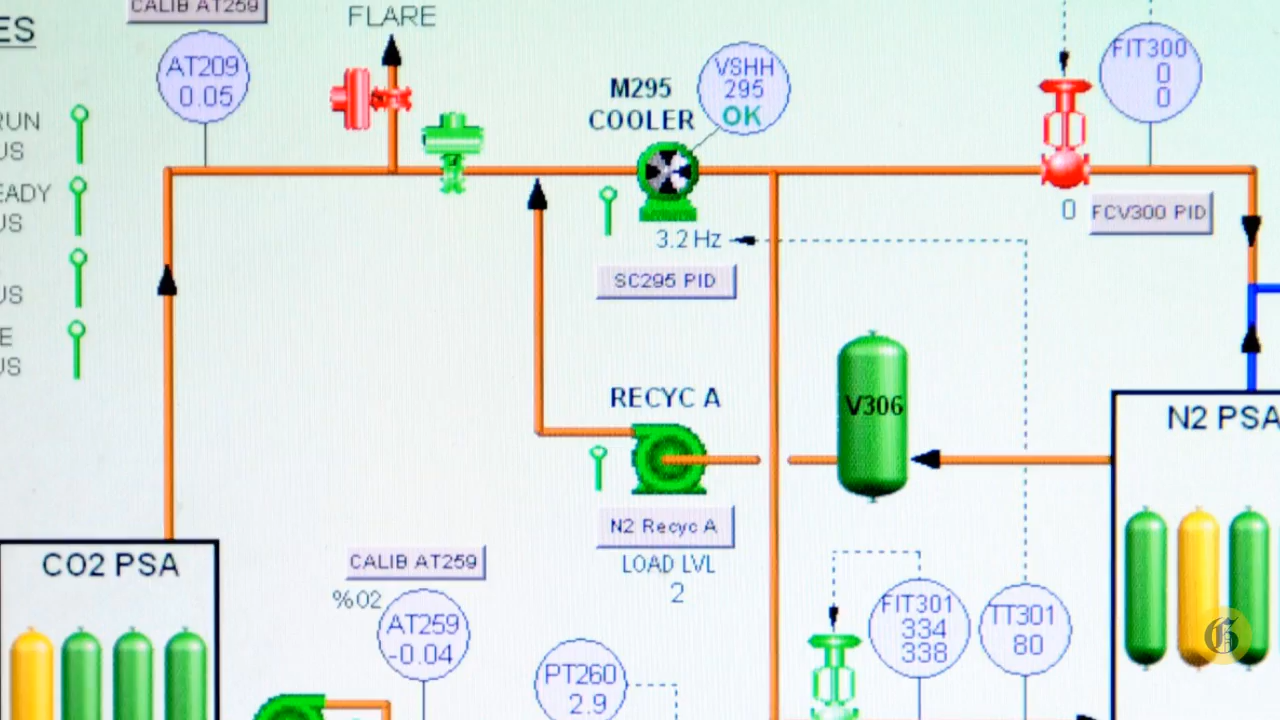 CALIB AT259
FLARE
ES
AT209
0.05
M295
COOLER
VSHH
295
OK
FIT300
0
0
RUN
US
EADY
US
US
E
US
0
FCV300 PID
3.2 Hz
SC295 PID
RECYC A
V306
N2 PSA
N2 Recyc A
LOAD LVL
2
CO2 PSA
CALIB AT259
%O2
AT259
-0.04
FIT301
334
338
TT301
80
PT260
2.9
G